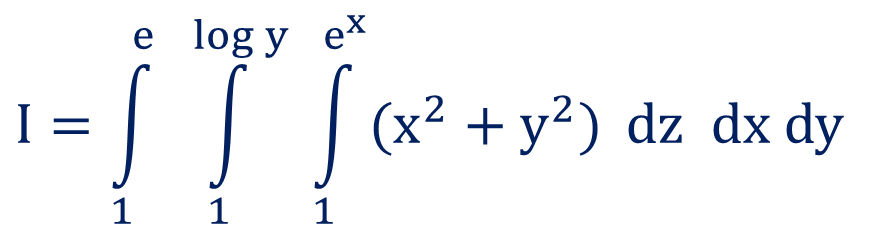 I = ∫₁^e ∫₁^(log y) ∫₁^(eˣ) (x² + y²) dz dx dy